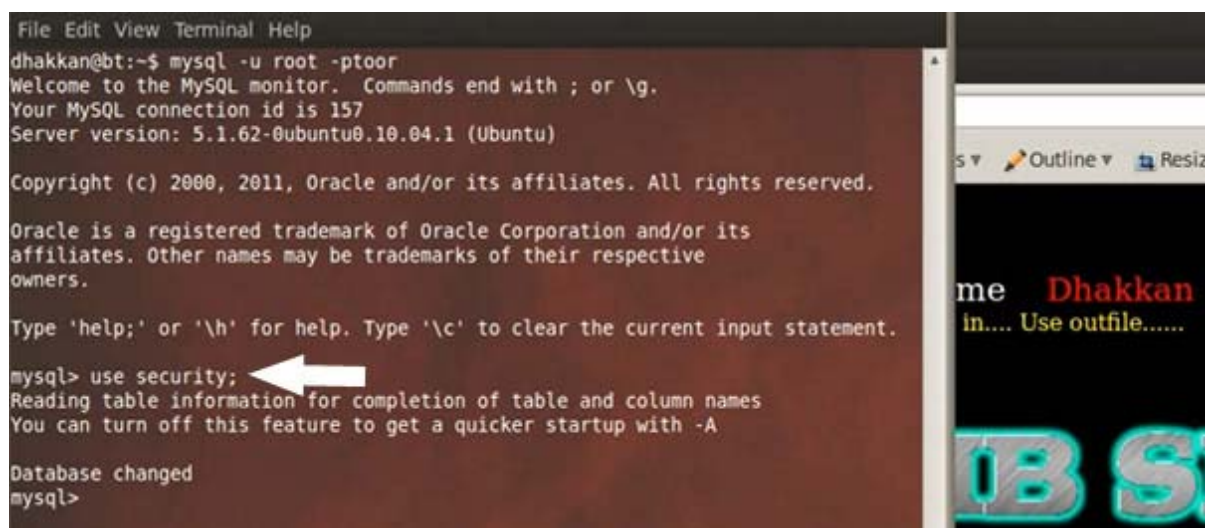 File Edit View Terminal Help
dhakkan@bt:~$ mysql -u root -ptoor
Welcome to the MySQL monitor.  Commands end with ; or \g.
Your MySQL connection id is 157
Server version: 5.1.62-0ubuntu0.10.04.1 (Ubuntu)
Copyright (c) 2000, 2011, Oracle and/or its affiliates. All rights reserved.
Oracle is a registered trademark of Oracle Corporation and/or its
affiliates. Other names may be trademarks of their respective
owners.
Type 'help;' or '\h' for help. Type '\c' to clear the current input statement.
mysql> use security;
Reading table information for completion of table and column names
You can turn off this feature to get a quicker startup with -A
Database changed
mysql>
s Outline Resiz
me Dhakkan
in.... Use outfile......